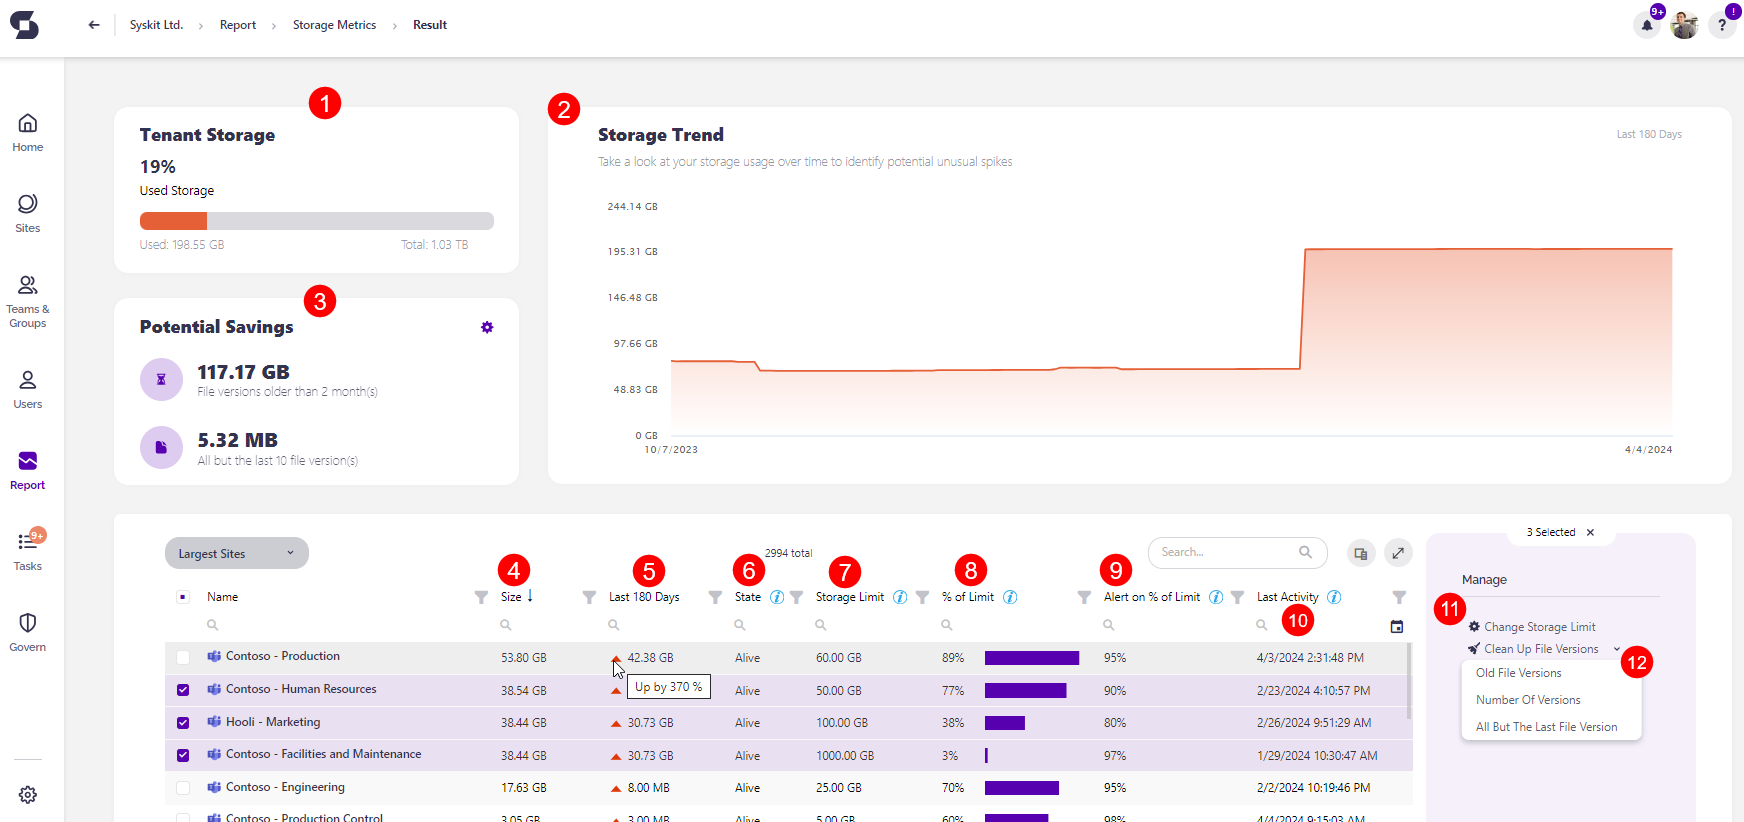 Syskit Ltd. › Report › Storage Metrics › Result
9+
!
?
Home
Sites
Teams &
Groups
Users
Report
9+
Tasks
Govern
1
Tenant Storage
19%
Used Storage
Used: 198.55 GB Total: 1.03 TB
2
Storage Trend
Last 180 Days
Take a look at your storage usage over time to identify potential unusual spikes
244.14 GB
195.31 GB
146.48 GB
97.66 GB
48.83 GB
0 GB
10/7/2023 4/4/2024
3
Potential Savings
117.17 GB
File versions older than 2 month(s)
5.32 MB
All but the last 10 file version(s)
Largest Sites
2994 total
Search...
4 5 6 7 8 9 10
Name Size Last 180 Days State Storage Limit % of Limit Alert on % of Limit Last Activity
Contoso - Production 53.80 GB 42.38 GB Alive 60.00 GB 89% 95% 4/3/2024 2:31:48 PM
Up by 370 %
Contoso - Human Resources 38.54 GB Alive 50.00 GB 77% 90% 2/23/2024 4:10:57 PM
Hooli - Marketing 38.44 GB 30.73 GB Alive 100.00 GB 38% 80% 2/26/2024 9:51:29 AM
Contoso - Facilities and Maintenance 38.44 GB 30.73 GB Alive 1000.00 GB 3% 97% 1/29/2024 10:30:47 AM
Contoso - Engineering 17.63 GB 8.00 MB Alive 25.00 GB 70% 95% 2/2/2024 10:19:46 PM
Contoso - Production Control 3.05 GB 3.00 MB Alive 5.00 GB 60% 98% 4/4/2024 9:15:03 AM
3 Selected
Manage
11
Change Storage Limit
Clean Up File Versions
12
Old File Versions
Number Of Versions
All But The Last File Version